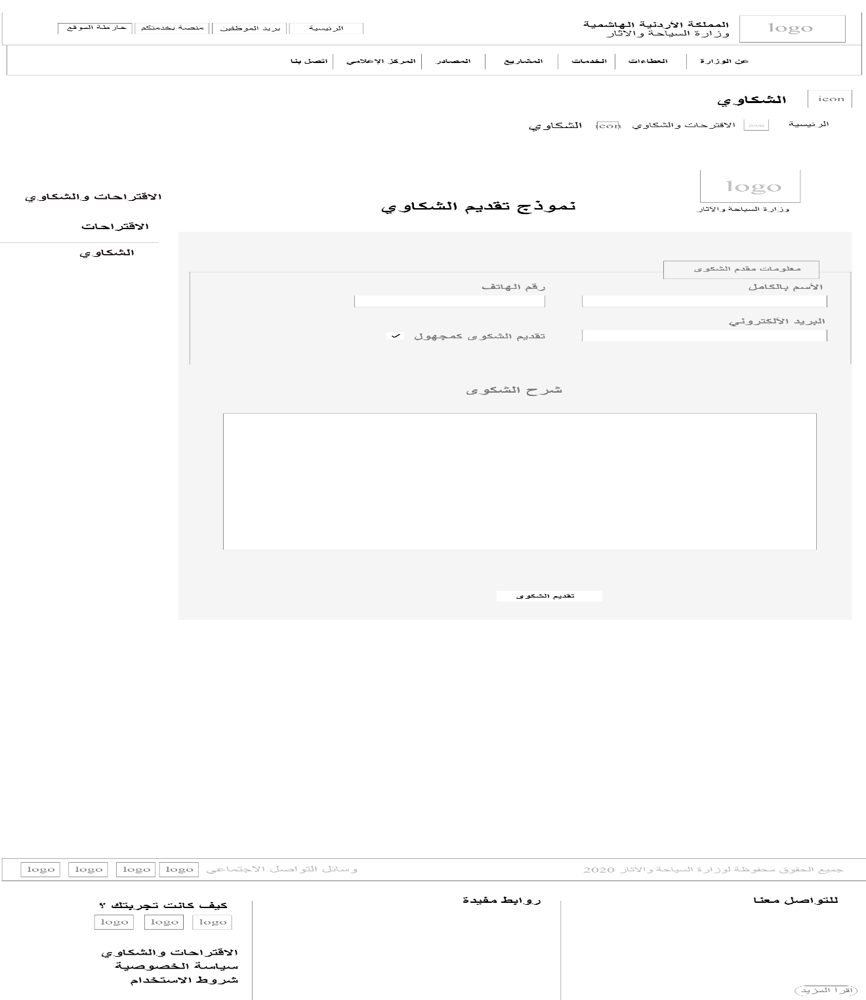 logo
المملكة الأردنية الهاشمية
وزارة السياحة والاثار
الرئيسية
بريد الموظفين
منصة بخدمتكم
خارطة الموقع
عن الوزارة
العطاءات
الخدمات
المشاريع
المصادر
المركز الإعلامي
اتصل بنا
icon
الشكاوي
الرئيسية
icon
الاقترحات والشكاوي
icon
الشكاوي
logo
وزارة السياحة والآثار
نموذج تقديم الشكاوي
الاقتراحات والشكاوي
الاقتراحات
الشكاوي
معلومات مقدم الشكوى
الأسم بالكامل
رقم الهاتف
البريد الألكتروني
تقديم الشكوى كمجهول
شرح الشكوى
تقديم الشكوى
جميع الحقوق محفوظة لوزارة السياحة والاثار 2020
وسائل التواصل الاجتماعي
logo
logo
logo
logo
للتواصل معنا
اقرأ المزيد
روابط مفيدة
كيف كانت تجربتك ؟
logo
logo
logo
الاقتراحات والشكاوي
سياسة الخصوصية
شروط الاستخدام